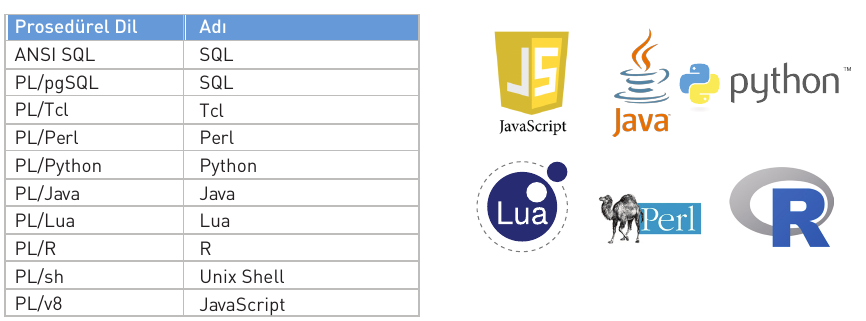 Prosedürel Dil Adı
ANSI SQL SQL
PL/pgSQL SQL
PL/Tcl Tcl
PL/Perl Perl
PL/Python Python
PL/Java Java
PL/Lua Lua
PL/R R
PL/sh Unix Shell
PL/v8 JavaScript
JS
JavaScript
Java
python™
Lua
Perl
R